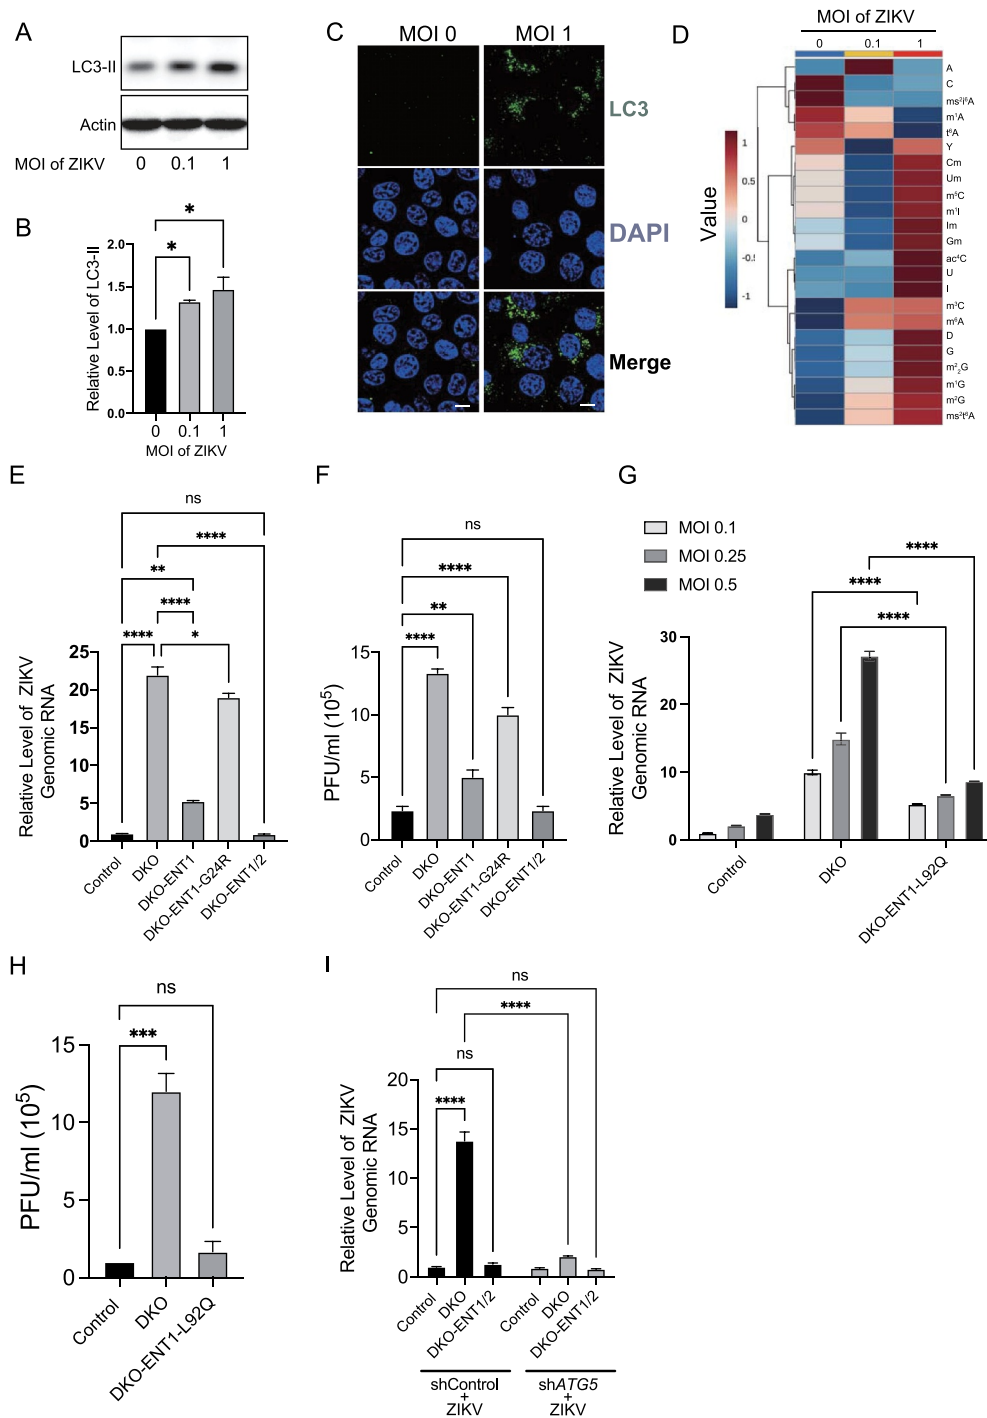 A
LC3-II
Actin
MOI of ZIKV 0 0.1 1
B
* 
*
Relative Level of LC3-II
2.0
1.5
1.0
0.5
0.0
0 0.1 1
MOI of ZIKV
C
MOI 0 MOI 1
LC3
DAPI
Merge
D
MOI of ZIKV
0 0.1 1
Value
1
0.5
0
-0.5
-1
A
C
ms²i⁶A
m¹A
t⁶A
Y
Cm
Um
m⁵C
m¹I
Im
Gm
ac⁴C
U
I
m³C
m⁶A
D
G
m²₂G
m¹G
m²G
ms²t⁶A
E
ns
****
**
****
**** *
Relative Level of ZIKV
Genomic RNA
25
20
15
10
5
0
Control
DKO
DKO-ENT1
DKO-ENT1-G24R
DKO-ENT1/2
F
ns
****
**
****
PFU/ml (10⁵)
15
10
5
0
Control
DKO
DKO-ENT1
DKO-ENT1-G24R
DKO-ENT1/2
G
MOI 0.1
MOI 0.25
MOI 0.5
****
****
****
Relative Level of ZIKV
Genomic RNA
30
20
10
0
Control
DKO
DKO-ENT1-L92Q
H
ns
***
PFU/ml (10⁵)
15
10
5
0
Control
DKO
DKO-ENT1-L92Q
I
ns
****
ns
****
Relative Level of ZIKV
Genomic RNA
20
15
10
5
0
Control
DKO
DKO-ENT1/2
Control
DKO
DKO-ENT1/2
shControl
+
ZIKV
shATG5
+
ZIKV